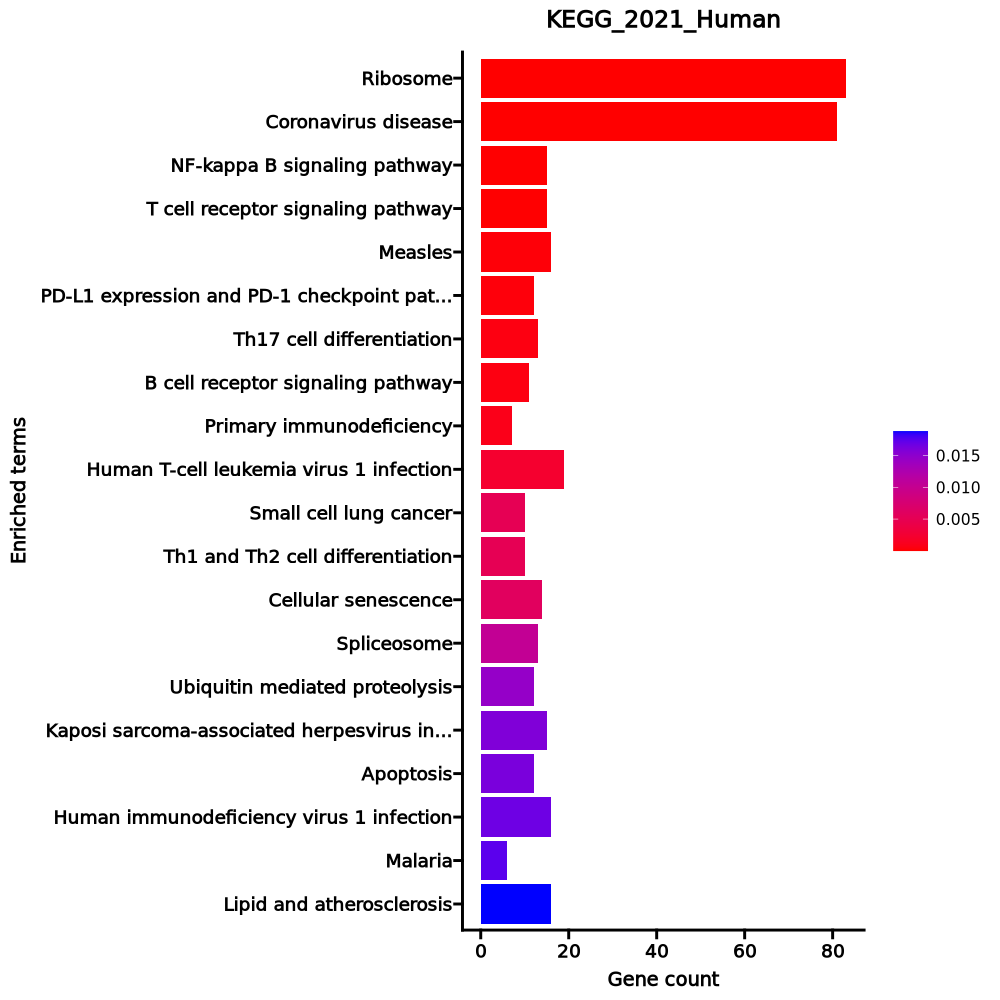 KEGG_2021_Human
Ribosome
Coronavirus disease
NF-kappa B signaling pathway
T cell receptor signaling pathway
Measles
PD-L1 expression and PD-1 checkpoint pat...
Th17 cell differentiation
B cell receptor signaling pathway
Primary immunodeficiency
Human T-cell leukemia virus 1 infection
Small cell lung cancer
Th1 and Th2 cell differentiation
Cellular senescence
Spliceosome
Ubiquitin mediated proteolysis
Kaposi sarcoma-associated herpesvirus in...
Apoptosis
Human immunodeficiency virus 1 infection
Malaria
Lipid and atherosclerosis
Enriched terms
0 20 40 60 80
Gene count
0.015
0.010
0.005